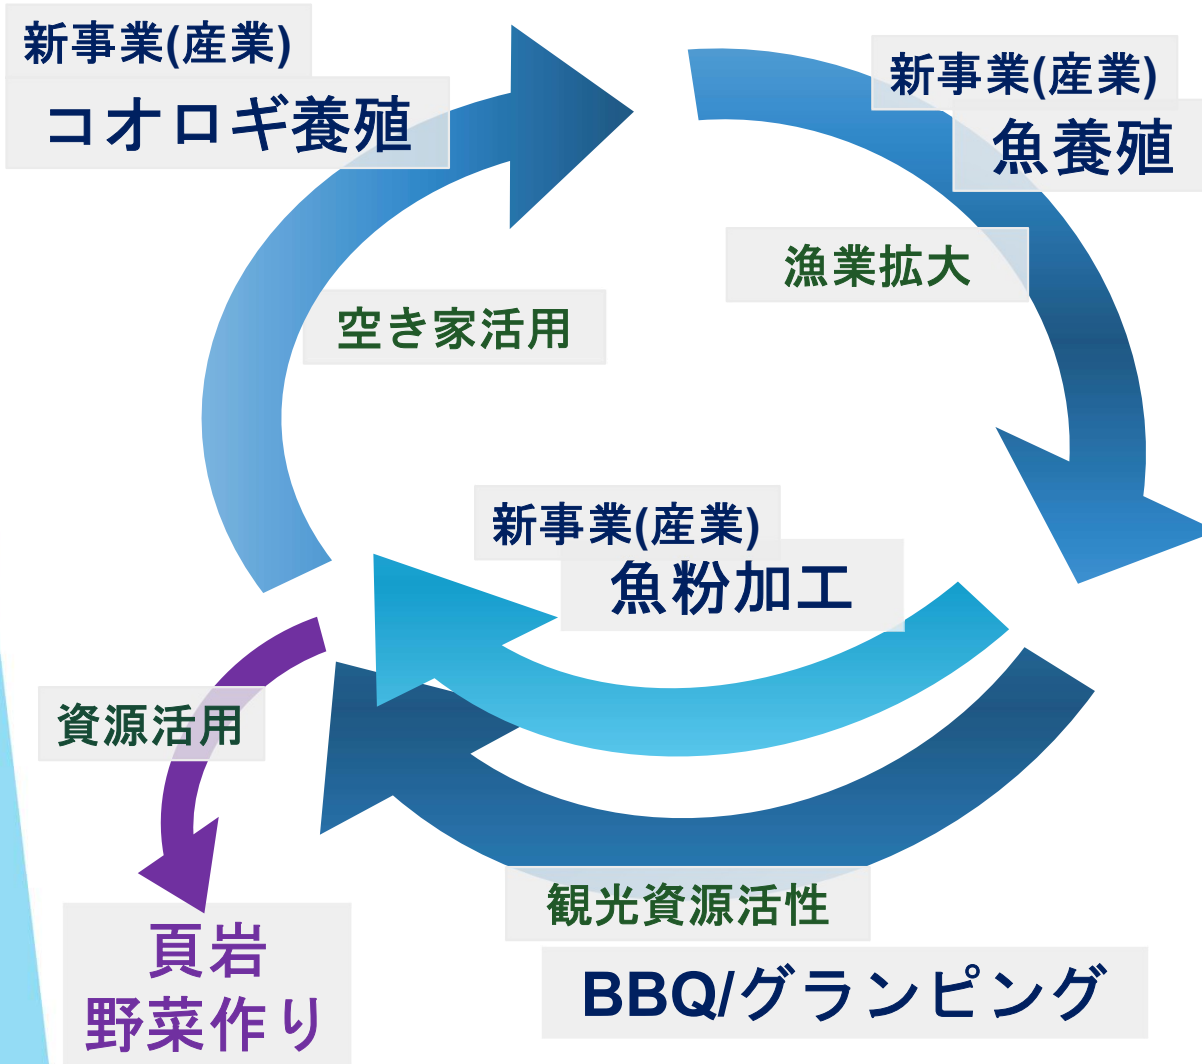 新事業(産業)
コオロギ養殖
新事業(産業)
魚養殖
漁業拡大
空き家活用
新事業(産業)
魚粉加工
資源活用
観光資源活性
BBQ/グランピング
頁岩
野菜作り